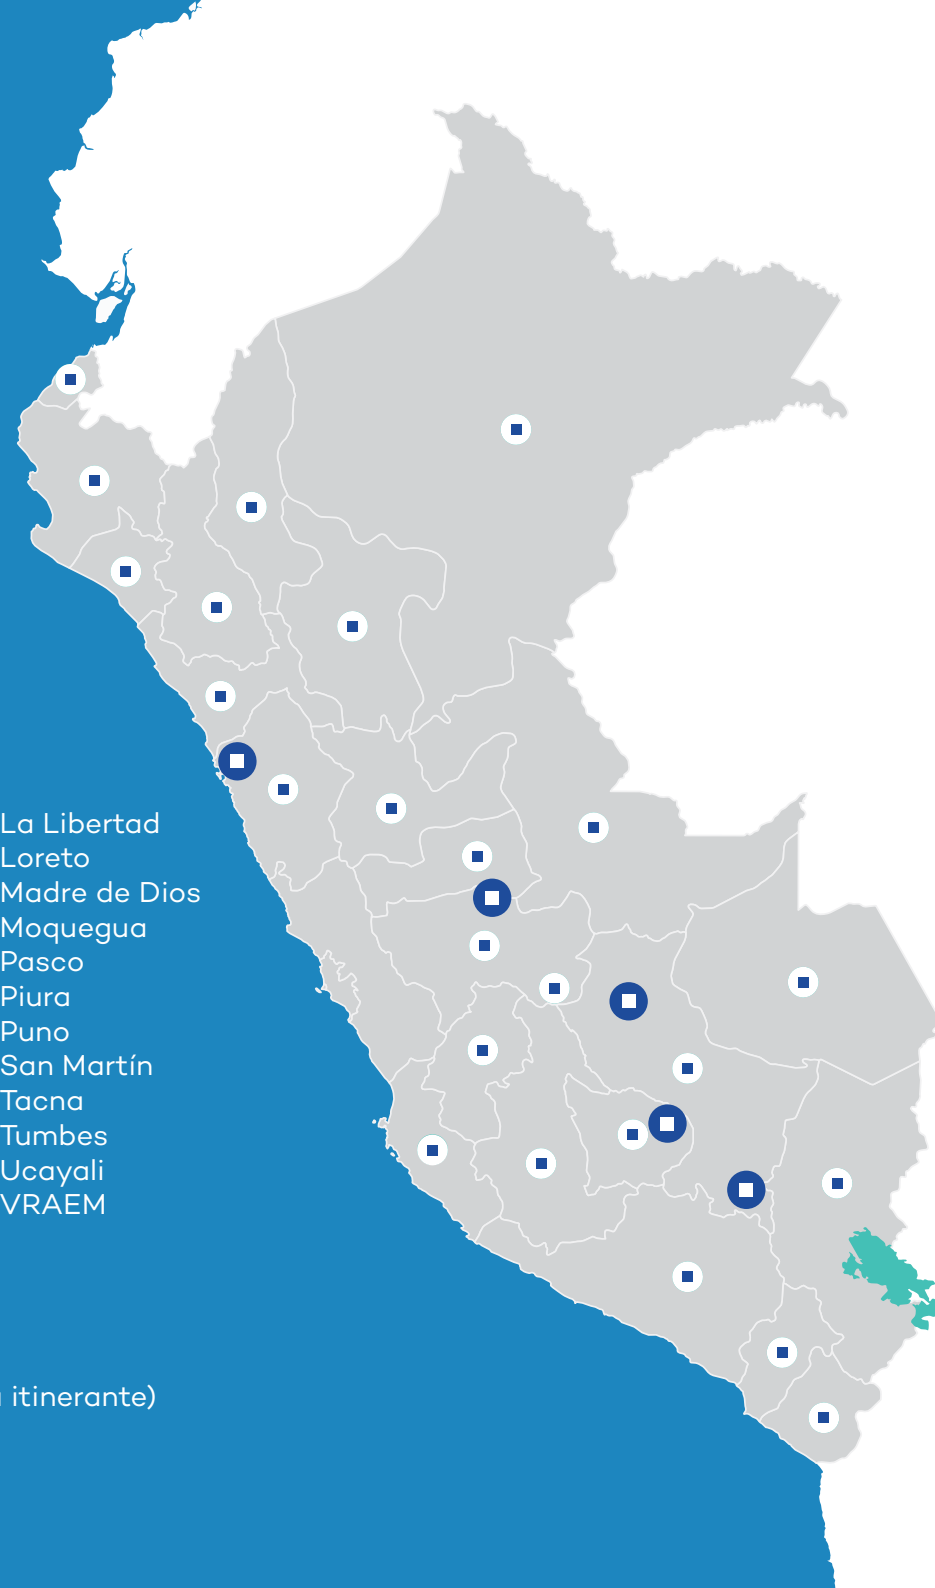 La Libertad
Loreto
Madre de Dios
Moquegua
Pasco
Piura
Puno
San Martín
Tacna
Tumbes
Ucayali
VRAEM
itinerante)